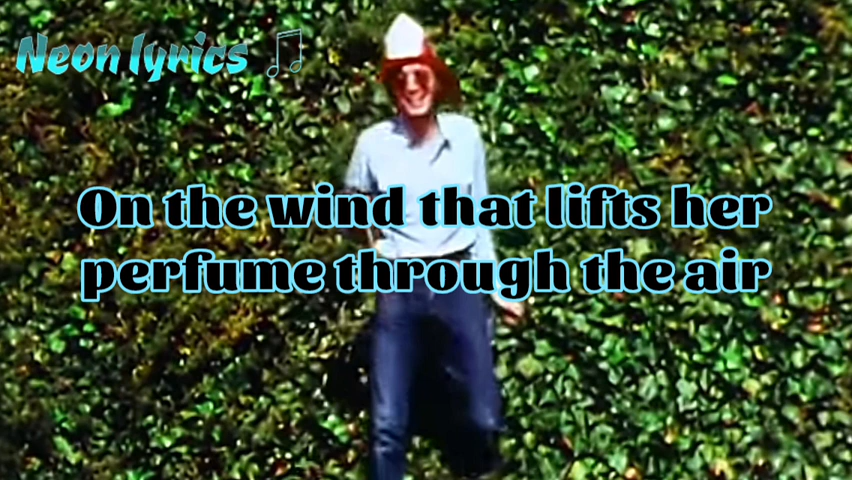 Neon lyrics
On the wind that lifts her
perfume through the air